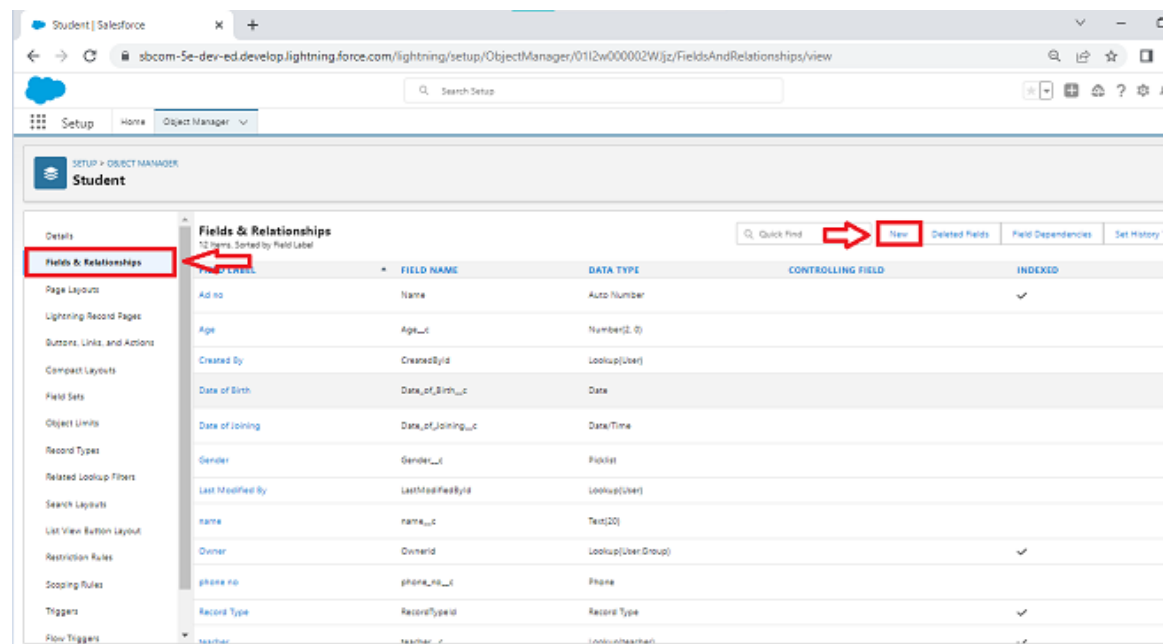 Student | Salesforce
sbcom-5e-dev-ed.develop.lightning.force.com/lightning/setup/ObjectManager/01I2w000002WJjz/FieldsAndRelationships/view
Search Setup
Setup Home Object Manager
SETUP > OBJECT MANAGER
Student
Details
Fields & Relationships
Page Layouts
Lightning Record Pages
Buttons, Links, and Actions
Compact Layouts
Field Sets
Object Limits
Record Types
Related Lookup Filters
Search Layouts
List View Button Layout
Restriction Rules
Scoping Rules
Triggers
Flow Triggers
Fields & Relationships
12 Items, Sorted by Field Label
Quick Find New Deleted Fields Field Dependencies Set History
FIELD LABEL FIELD NAME DATA TYPE CONTROLLING FIELD INDEXED
Ad no Name Auto Number
Age Age__c Number(2, 0)
Created By CreatedById Lookup(User)
Date of Birth Date_of_Birth__c Date
Date of Joining Date_of_Joining__c Date/Time
Gender Gender__c Picklist
Last Modified By LastModifiedById Lookup(User)
name name__c Text(20)
Owner OwnerId Lookup(User,Group)
phone no phone_no__c Phone
Record Type RecordTypeId Record Type
teacher teacher__c Lookup(teacher)